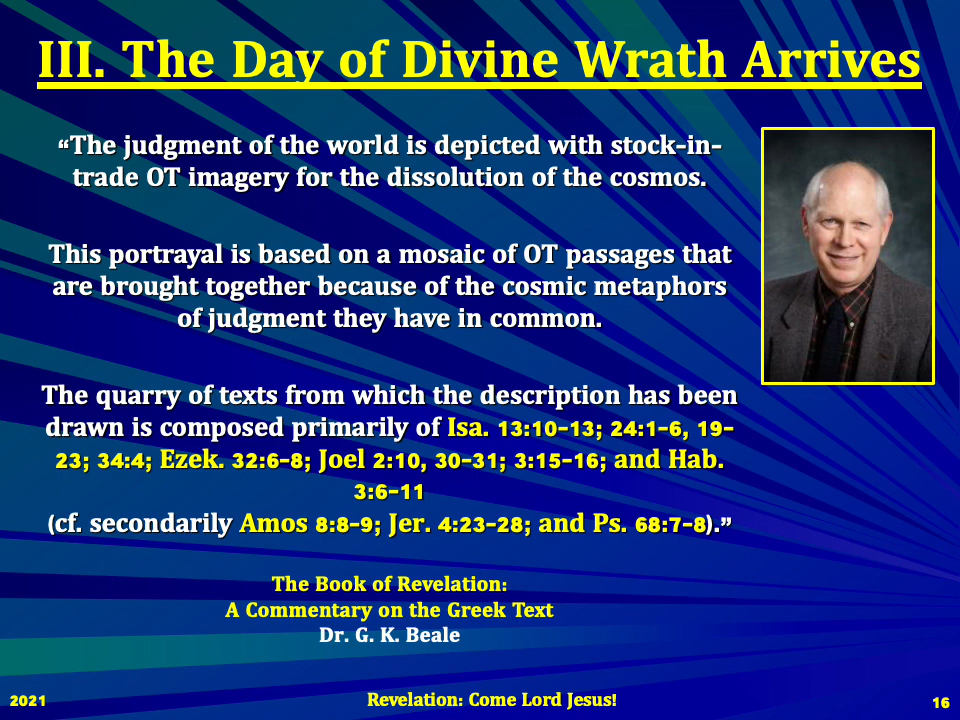 III. The Day of Divine Wrath Arrives
“The judgment of the world is depicted with stock-in-
trade OT imagery for the dissolution of the cosmos.
This portrayal is based on a mosaic of OT passages that
are brought together because of the cosmic metaphors
of judgment they have in common.
The quarry of texts from which the description has been
drawn is composed primarily of Isa. 13:10-13; 24:1-6, 19-
23; 34:4; Ezek. 32:6-8; Joel 2:10, 30-31; 3:15-16; and Hab.
3:6-11
(cf. secondarily Amos 8:8-9; Jer. 4:23-28; and Ps. 68:7-8).”
The Book of Revelation:
A Commentary on the Greek Text
Dr. G. K. Beale
2021
Revelation: Come Lord Jesus!
16